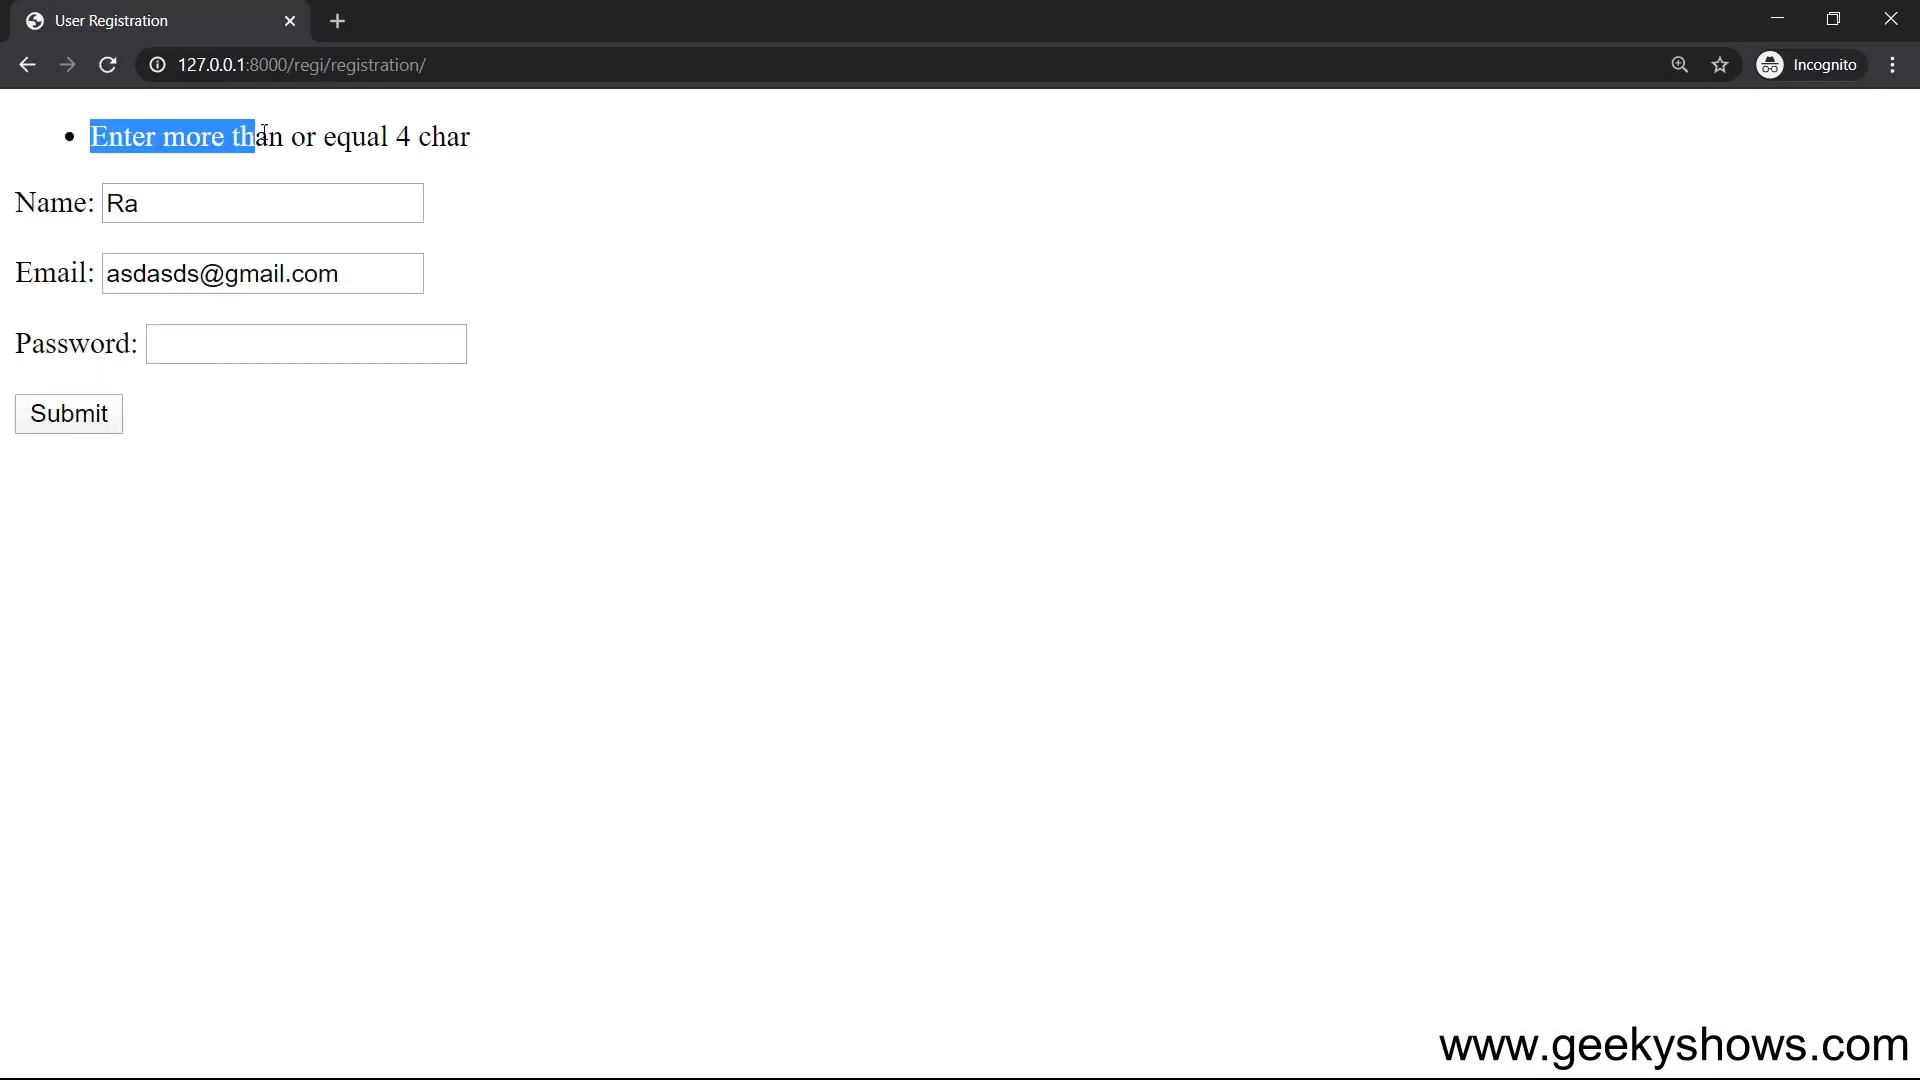 User Registration
127.0.0.1:8000/regi/registration/
Incognito
Enter more than or equal 4 char
Name: Ra
Email: asdasds@gmail.com
Password:
Submit
www.geekyshows.com